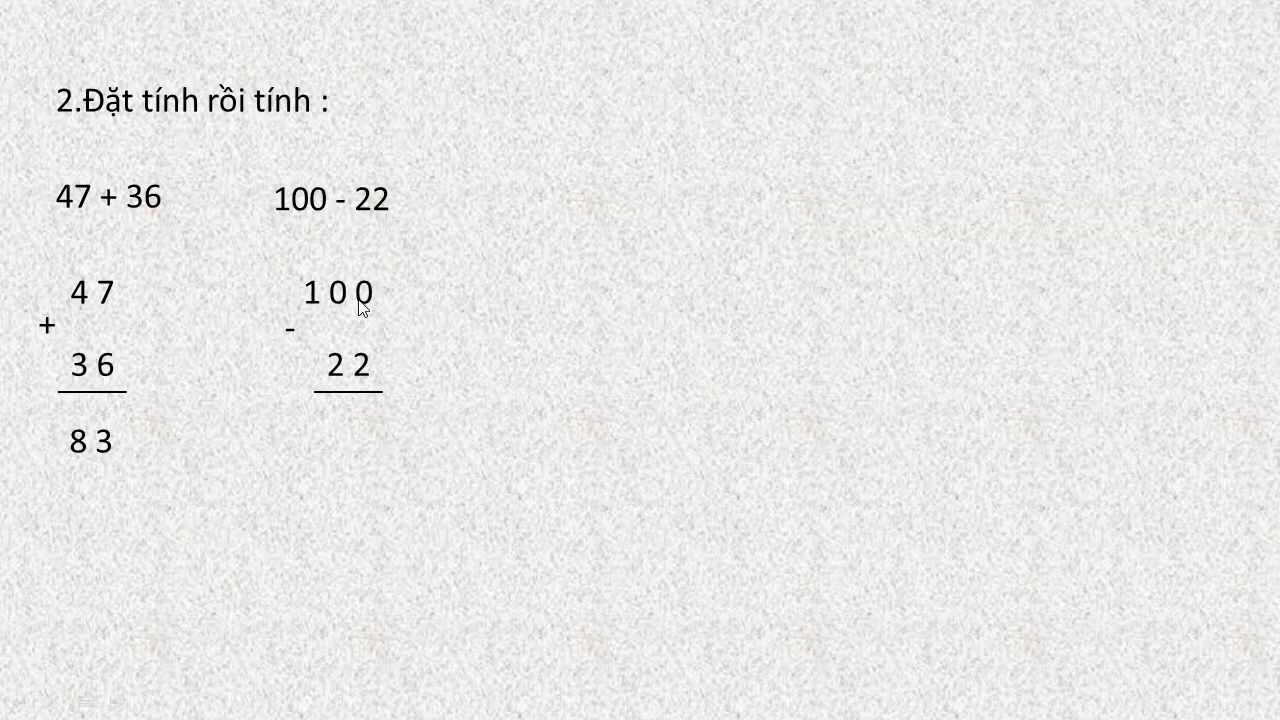 2.Đặt tính rồi tính :
47 + 36
100 - 22
4 7
+
3 6
8 3
1 0 0
-
2 2